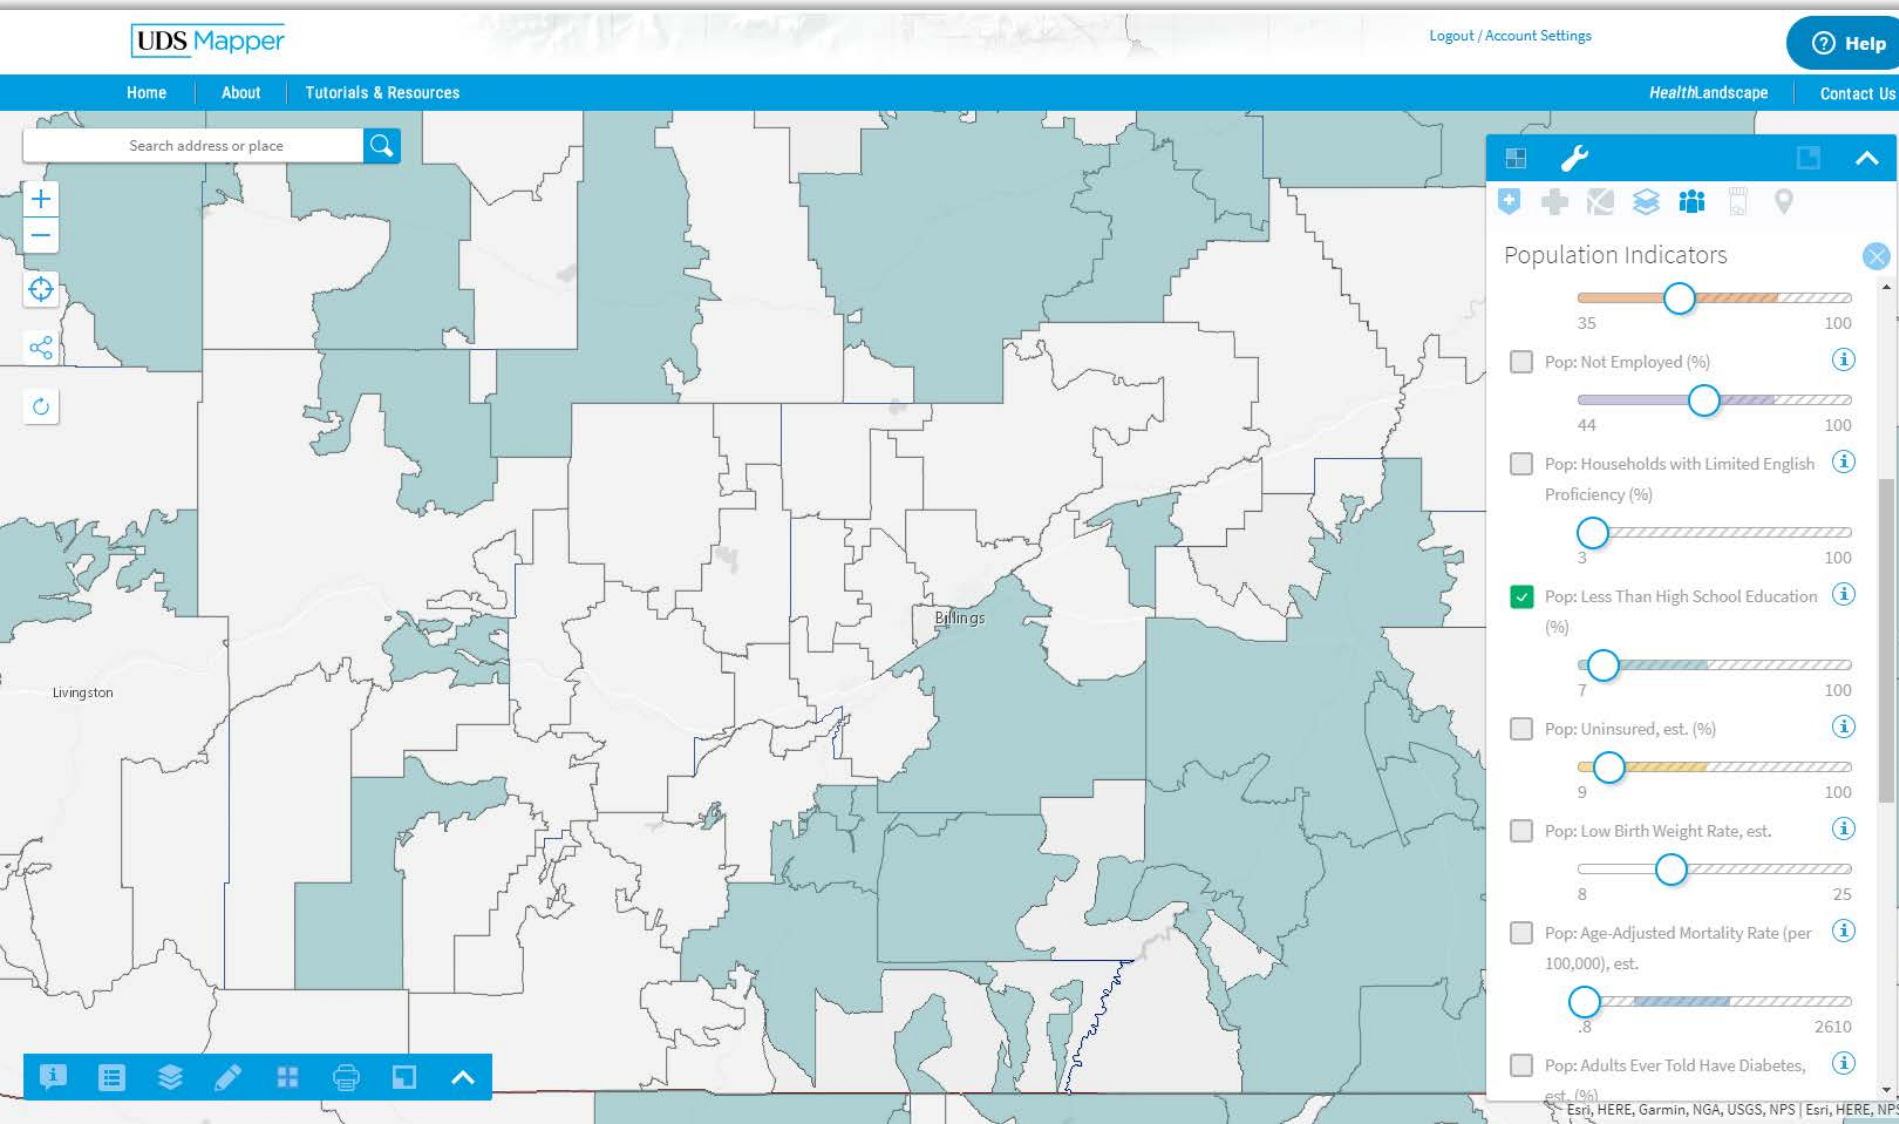 UDS Mapper
Logout / Account Settings
Help
Home
About
Tutorials & Resources
HealthLandscape
Contact Us
Search address or place
Population Indicators
35
100
Pop: Not Employed (%)
44
100
Pop: Households with Limited English
Proficiency (%)
3
100
Pop: Less Than High School Education
(%)
7
100
Pop: Uninsured, est. (%)
9
100
Pop: Low Birth Weight Rate, est.
8
25
Pop: Age-Adjusted Mortality Rate (per
100,000), est.
.8
2610
Pop: Adults Ever Told Have Diabetes,
est. (%)
Billings
Livingston
Esri, HERE, Garmin, NGA, USGS, NPS | Esri, HERE, NPS